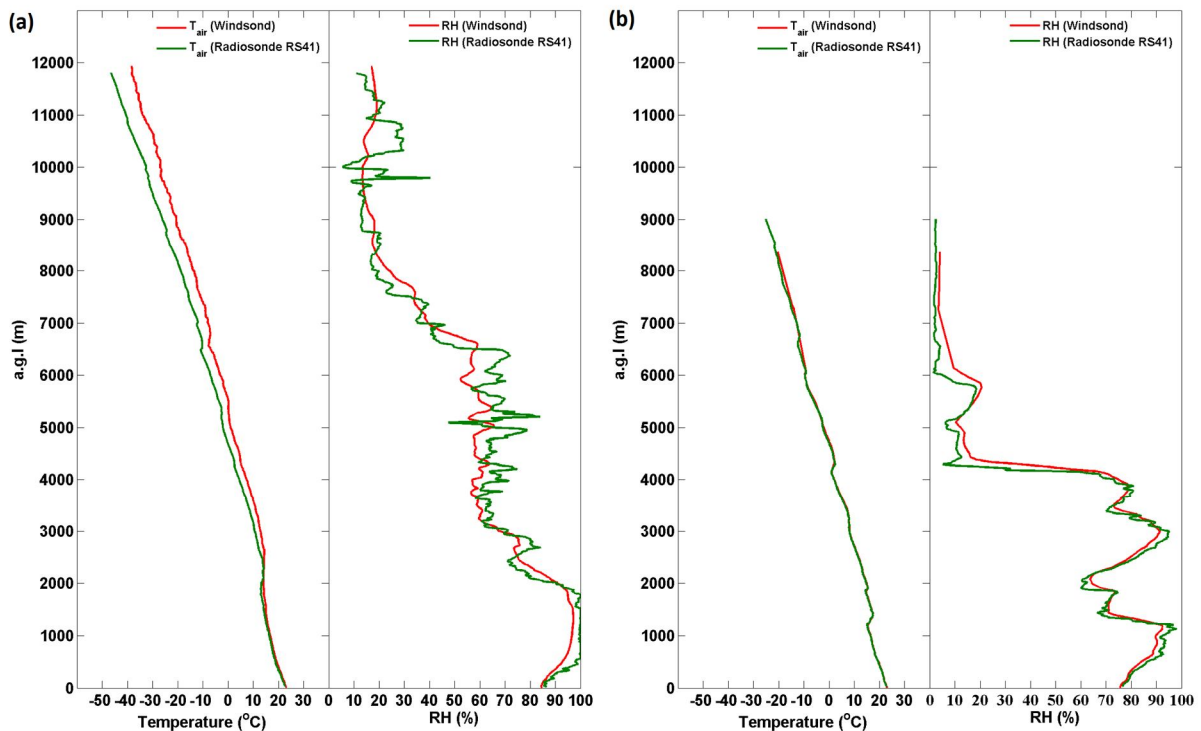 (a)
T_air (Windsond)
T_air (Radiosonde RS41)
RH (Windsond)
RH (Radiosonde RS41)
12000
11000
10000
9000
8000
7000
6000
5000
4000
3000
2000
1000
0
a.g.l (m)
-50 -40 -30 -20 -10 0 10 20 30
Temperature (°C)
0 10 20 30 40 50 60 70 80 90 100
RH (%)
(b)
T_air (Windsond)
T_air (Radiosonde RS41)
RH (Windsond)
RH (Radiosonde RS41)
12000
11000
10000
9000
8000
7000
6000
5000
4000
3000
2000
1000
0
a.g.l (m)
-50 -40 -30 -20 -10 0 10 20 30
Temperature (°C)
0 10 20 30 40 50 60 70 80 90 100
RH (%)